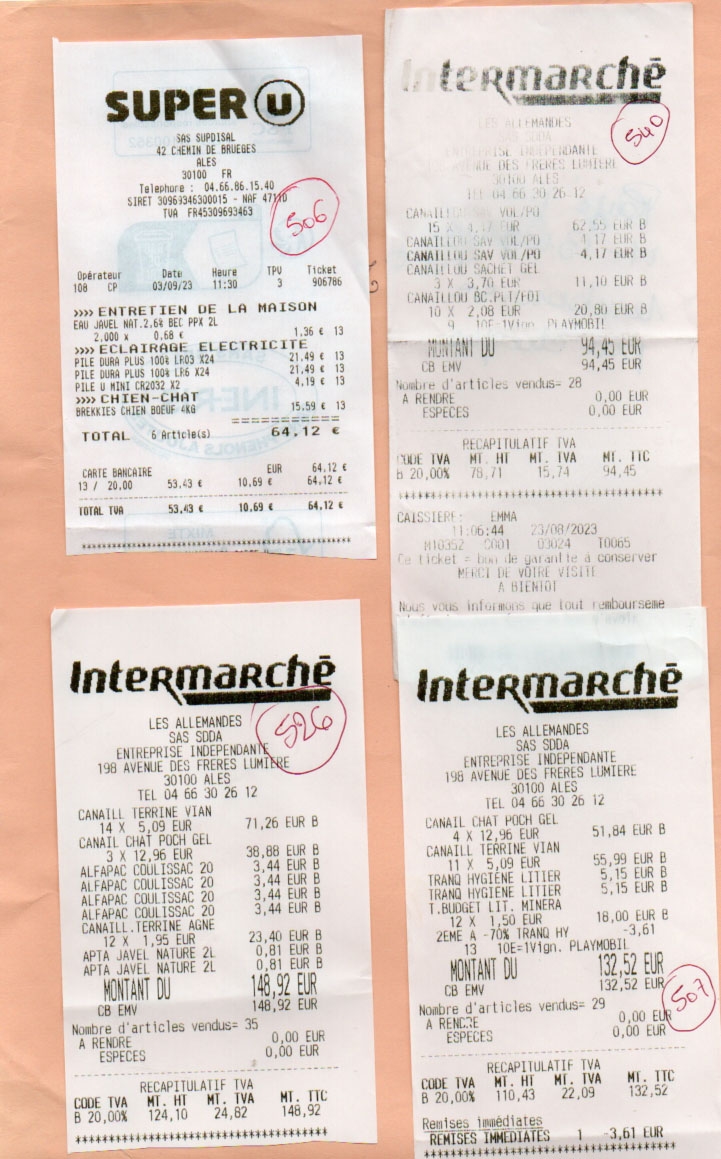 SUPER U
SAS SUPDISAL
42 CHEMIN DE BRUEGES
ALES
30100 FR
Telephone : 04.66.86.15.40
SIRET 30969346300015 - NAF 4711D
TVA FR45309693463
506
Opérateur Date Heure TPV Ticket
108 CP 03/09/23 11:30 3 906786
»»» ENTRETIEN DE LA MAISON
EAU JAVEL NAT.2,6% BEC PPX 2L
2,000 x 0.68 € 1.36 € 13
»»» ECLAIRAGE ELECTRICITE
PILE DURA PLUS 100% LR03 X24 21.49 € 13
PILE DURA PLUS 100% LR6 X24 21.49 € 13
PILE U MINI CR2032 X2 4.19 € 13
»»» CHIEN-CHAT
BREKKIES CHIEN BOEUF 4KG 15.59 € 13
===========
TOTAL 6 Article(s) 64.12 €
CARTE BANCAIRE EUR 64.12 €
13 / 20.00 53.43 € 10.69 € 64.12 €
TOTAL TVA 53.43 € 10.69 € 64.12 €
Intermarchē
540
LES ALLEMANDES
SAS SDDA
ENTREPRISE INDEPENDANTE
AVENUE DES FRERES LUMIERE
30100 ALES
TEL 04 66 30 26 12
CANAILLOU SAV VOL/PO
15 X 4,17 EUR 62,55 EUR B
CANAILLOU SAV VOL/PO 4,17 EUR B
CANAILLOU SAV VOL/PO 4,17 EUR B
CANAILLOU SACHET GEL
3 X 3,70 EUR 11,10 EUR B
CANAILLOU BC.PLT/FOI
10 X 2,08 EUR 20,80 EUR B
9 10E=1Vign. PLAYMOBIL
MONTANT DU 94,45 EUR
CB EMV 94,45 EUR
Nombre d'articles vendus= 28
A RENDRE 0,00 EUR
ESPECES 0,00 EUR
RECAPITULATIF TVA
CODE TVA MT. HT MT. TVA MT. TTC
B 20,00% 78,71 15,74 94,45
CAISSIERE: EMMA
11:06:44 23/08/2023
M10352 C001 03024 T0065
Ce ticket = bon de garantie à conserver
MERCI DE VOTRE VISITE
A BIENTOT
Nous vous informons que tout rembourseme
Intermarchē
526
LES ALLEMANDES
SAS SDDA
ENTREPRISE INDEPENDANTE
198 AVENUE DES FRERES LUMIERE
30100 ALES
TEL 04 66 30 26 12
CANAILL TERRINE VIAN
14 X 5,09 EUR 71,26 EUR B
CANAIL CHAT POCH GEL
3 X 12,96 EUR 38,88 EUR B
ALFAPAC COULISSAC 20 3,44 EUR B
ALFAPAC COULISSAC 20 3,44 EUR B
ALFAPAC COULISSAC 20 3,44 EUR B
ALFAPAC COULISSAC 20 3,44 EUR B
CANAILL.TERRINE AGNE
12 X 1,95 EUR 23,40 EUR B
APTA JAVEL NATURE 2L 0,81 EUR B
APTA JAVEL NATURE 2L 0,81 EUR B
MONTANT DU 148,92 EUR
CB EMV 148,92 EUR
Nombre d'articles vendus= 35
A RENDRE 0,00 EUR
ESPECES 0,00 EUR
RECAPITULATIF TVA
CODE TVA MT. HT MT. TVA MT. TTC
B 20,00% 124,10 24,82 148,92
Intermarchē
LES ALLEMANDES
SAS SDDA
ENTREPRISE INDEPENDANTE
198 AVENUE DES FRERES LUMIERE
30100 ALES
TEL 04 66 30 26 12
CANAIL CHAT POCH GEL
4 X 12,96 EUR 51,84 EUR B
CANAILL TERRINE VIAN
11 X 5,09 EUR 55,99 EUR B
TRANQ HYGIENE LITIER 5,15 EUR B
TRANQ HYGIENE LITIER 5,15 EUR B
T.BUDGET LIT. MINERA
12 X 1,50 EUR 18,00 EUR B
2EME A -70% TRANQ HY -3,61
13 10E=1Vign. PLAYMOBIL
MONTANT DU 132,52 EUR
CB EMV 132,52 EUR
507
Nombre d'articles vendus= 29
A RENDRE 0,00 EUR
ESPECES 0,00 EUR
RECAPITULATIF TVA
CODE TVA MT. HT MT. TVA MT. TTC
B 20,00% 110,43 22,09 132,52
Remises immédiates
REMISES IMMEDIATES 1 -3,61 EUR